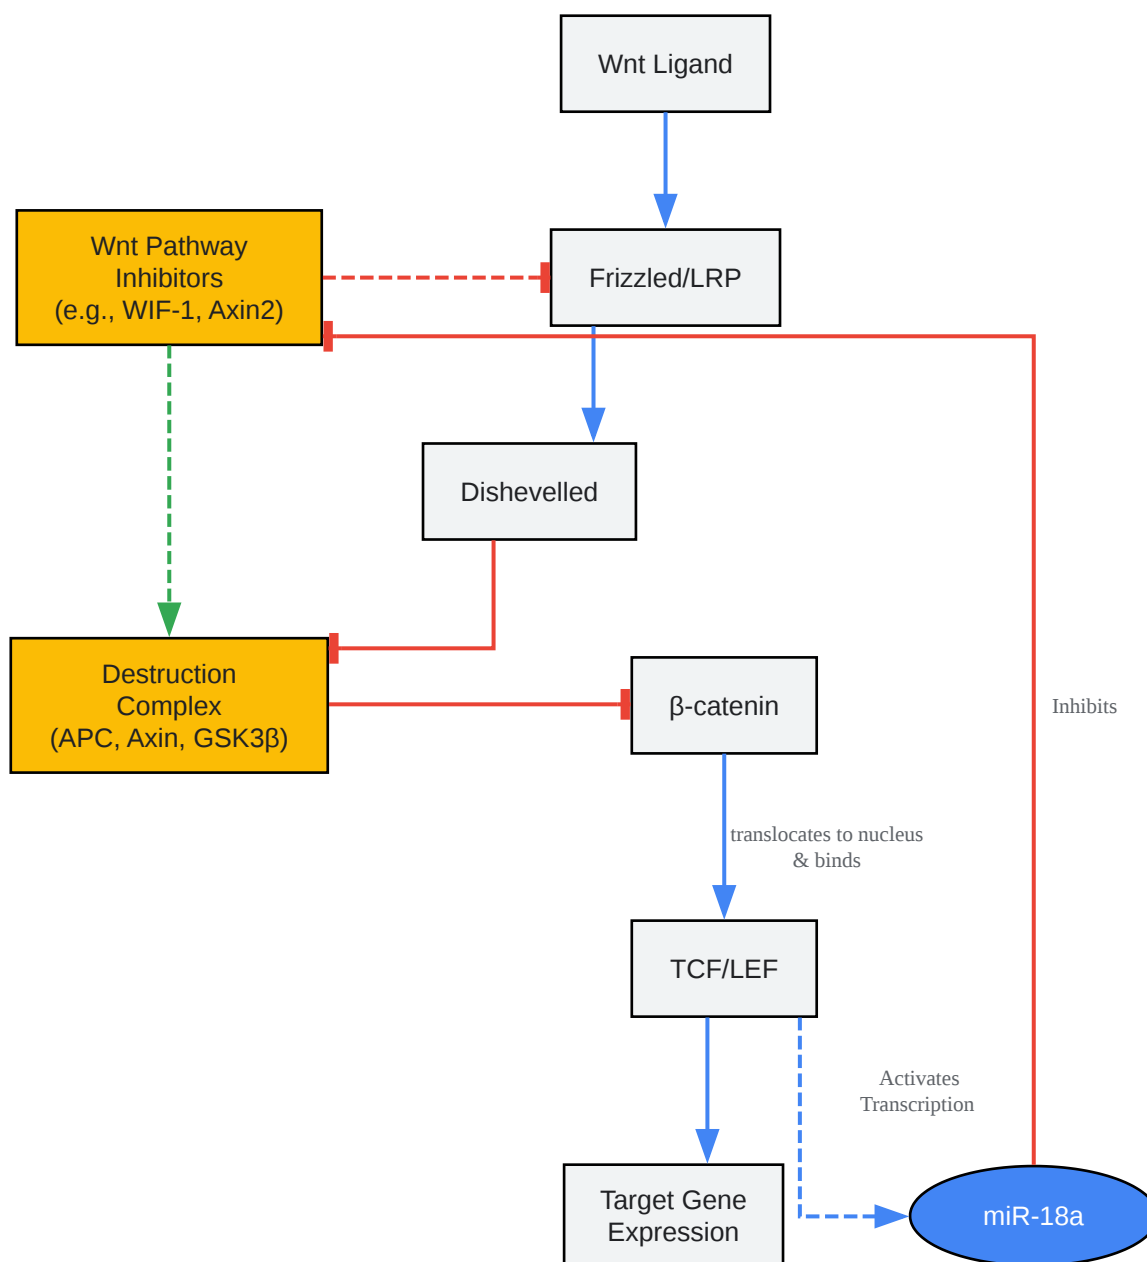 Wnt Ligand
Wnt Pathway
Inhibitors
(e.g., WIF-1, Axin2)
Frizzled/LRP
Dishevelled
Destruction
Complex
(APC, Axin, GSK3β)
β-catenin
Inhibits
translocates to nucleus
& binds
TCF/LEF
Activates
Transcription
Target Gene
Expression
miR-18a